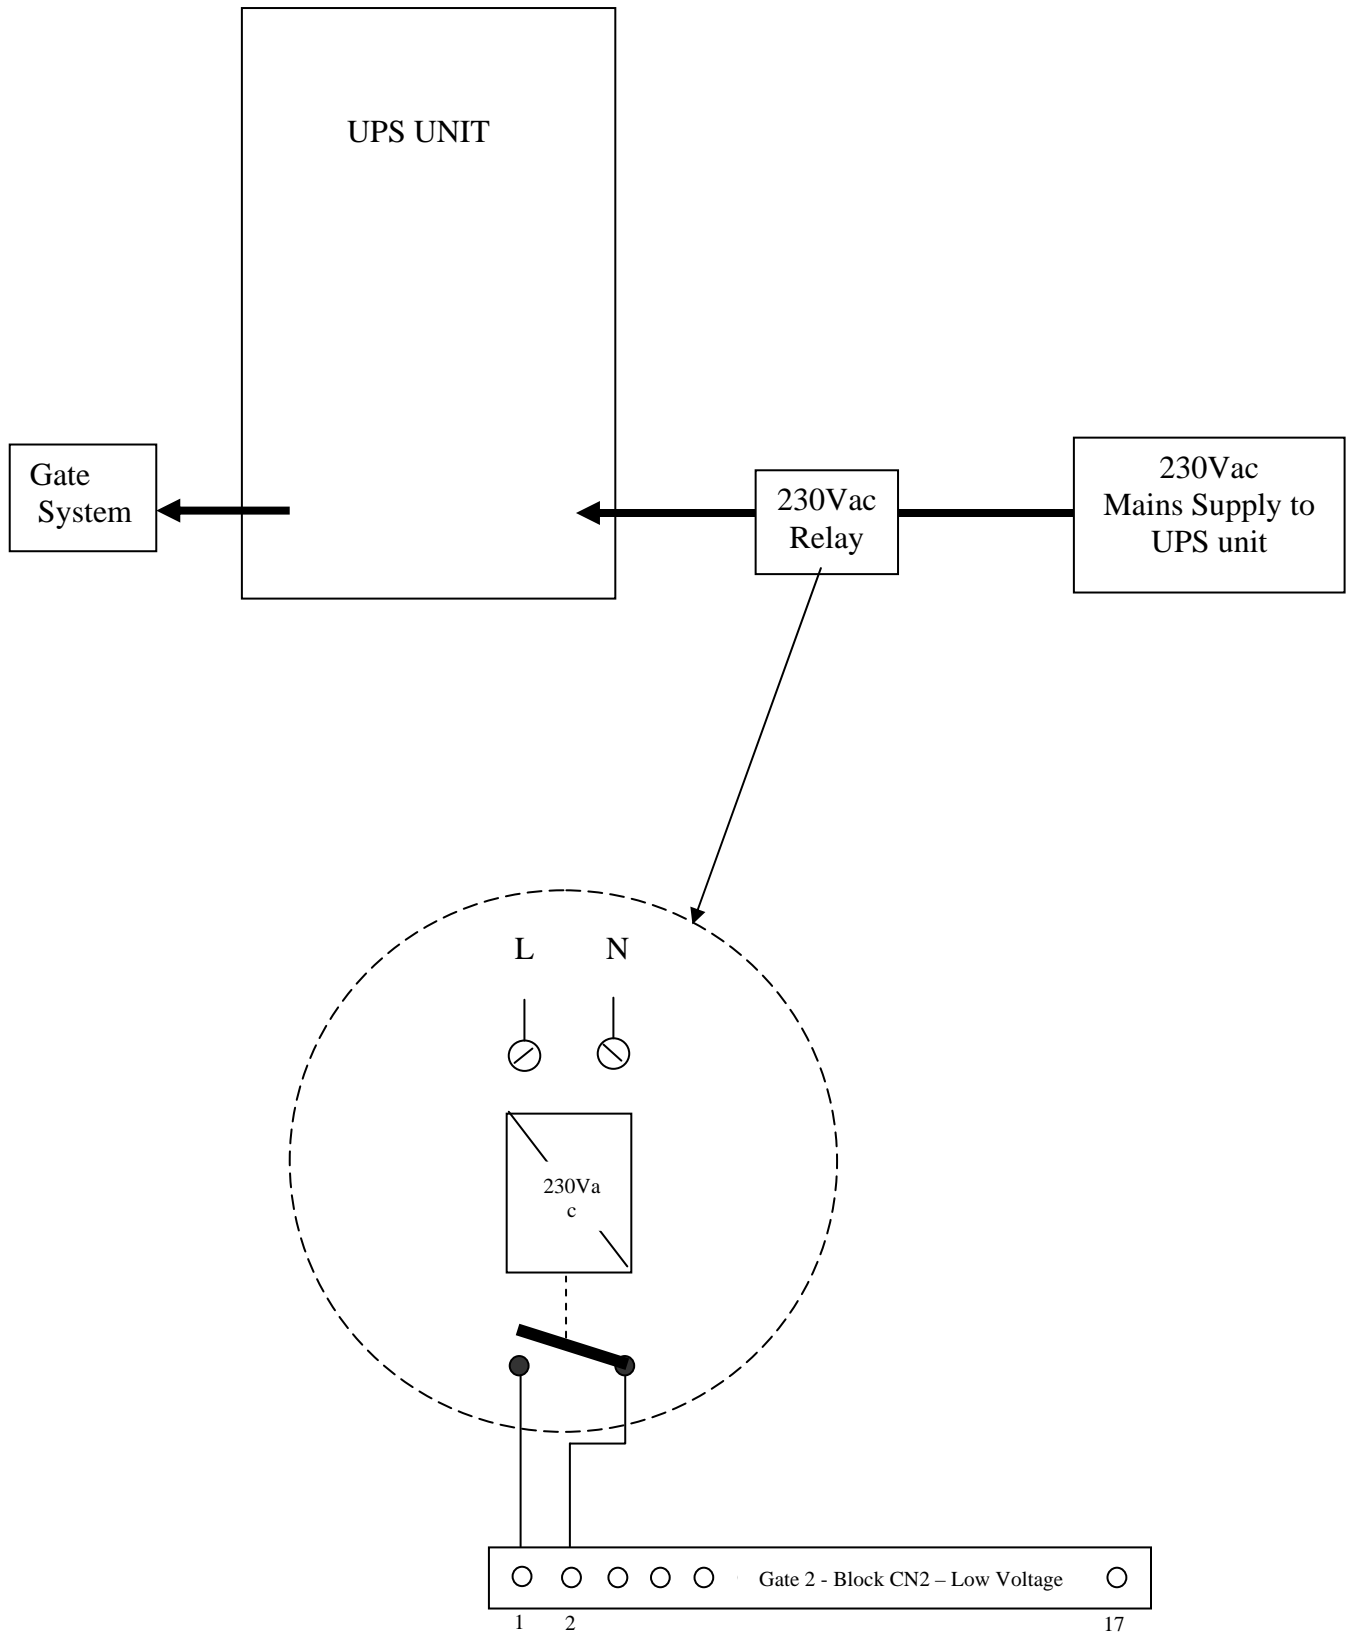 UPS UNIT
Gate
System
230Vac
Relay
230Vac
Mains Supply to
UPS unit
L N
230Va
c
Gate 2 - Block CN2 – Low Voltage
1 2 17